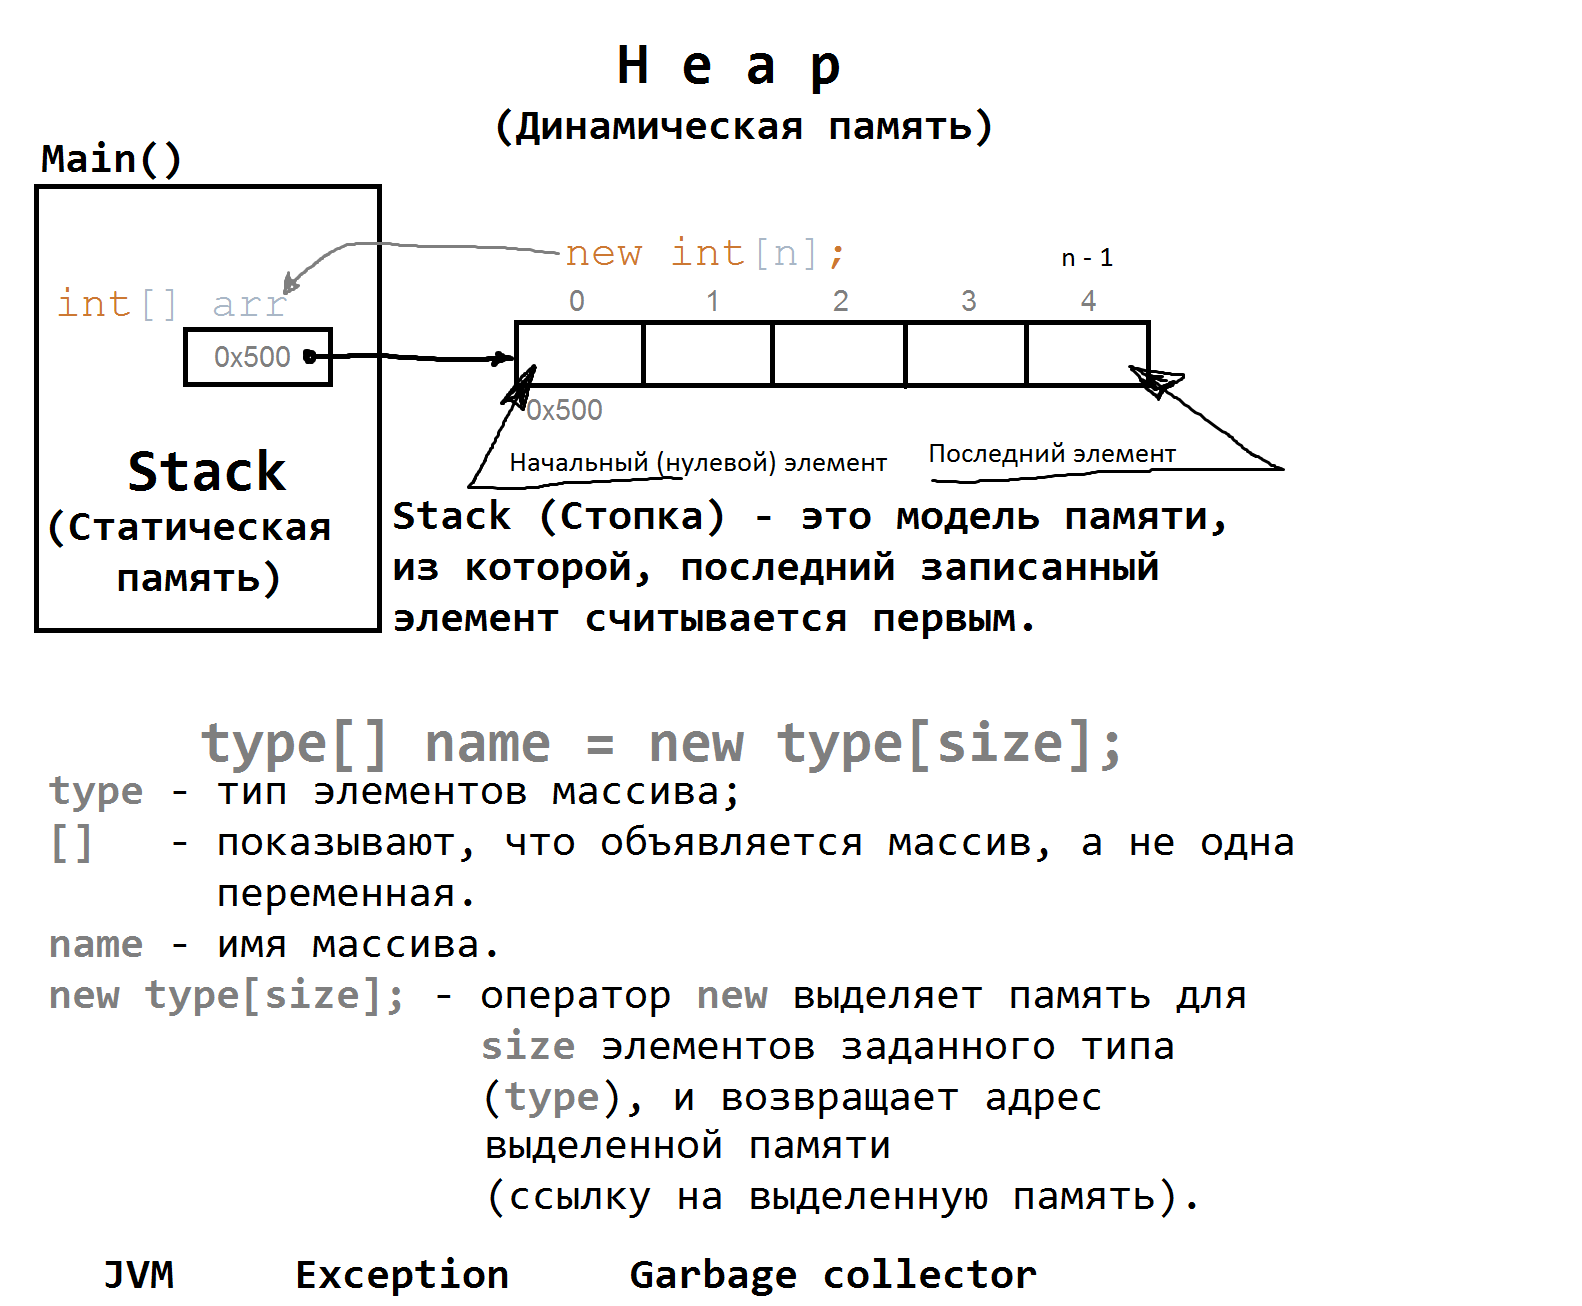 H e a p
(Динамическая память)
Main()
new int[n];
n - 1
int[] arr
0 1 2 3 4
0x500
0x500
Начальный (нулевой) элемент
Последний элемент
Stack
(Статическая
память)
Stack (Стопка) - это модель памяти,
из которой, последний записанный
элемент считывается первым.
type[] name = new type[size];
type - тип элементов массива;
[] - показывают, что объявляется массив, а не одна
переменная.
name - имя массива.
new type[size]; - оператор new выделяет память для
size элементов заданного типа
(type), и возвращает адрес
выделенной памяти
(ссылку на выделенную память).
JVM Exception Garbage collector